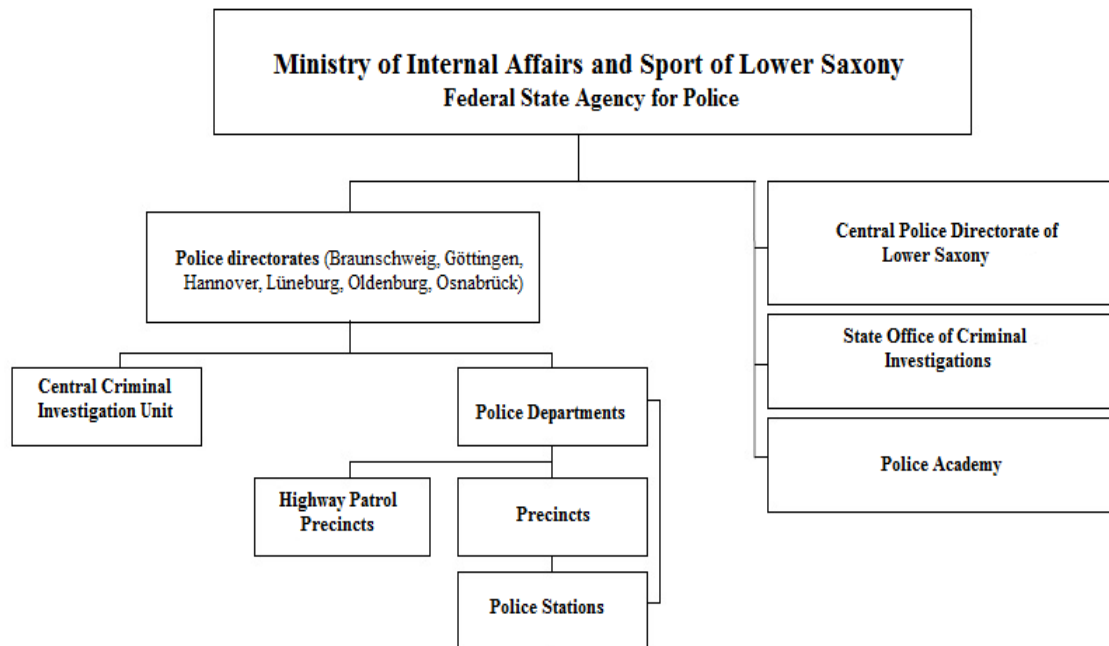 Ministry of Internal Affairs and Sport of Lower Saxony
Federal State Agency for Police
Police directorates (Braunschweig, Göttingen,
Hannover, Lüneburg, Oldenburg, Osnabrück)
Central Police Directorate of
Lower Saxony
State Office of Criminal
Investigations
Police Academy
Central Criminal
Investigation Unit
Police Departments
Highway Patrol
Precincts
Precincts
Police Stations